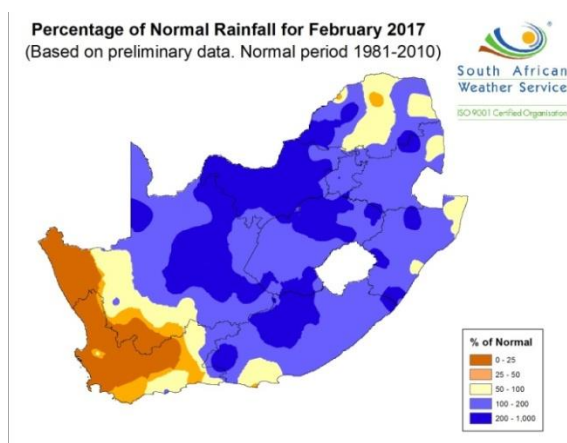 Percentage of Normal Rainfall for February 2017
(Based on preliminary data. Normal period 1981-2010)
South African
Weather Service
ISO 9001 Certified Organisation
% of Normal
0 - 25
25 - 50
50 - 100
100 - 200
200 - 1,000